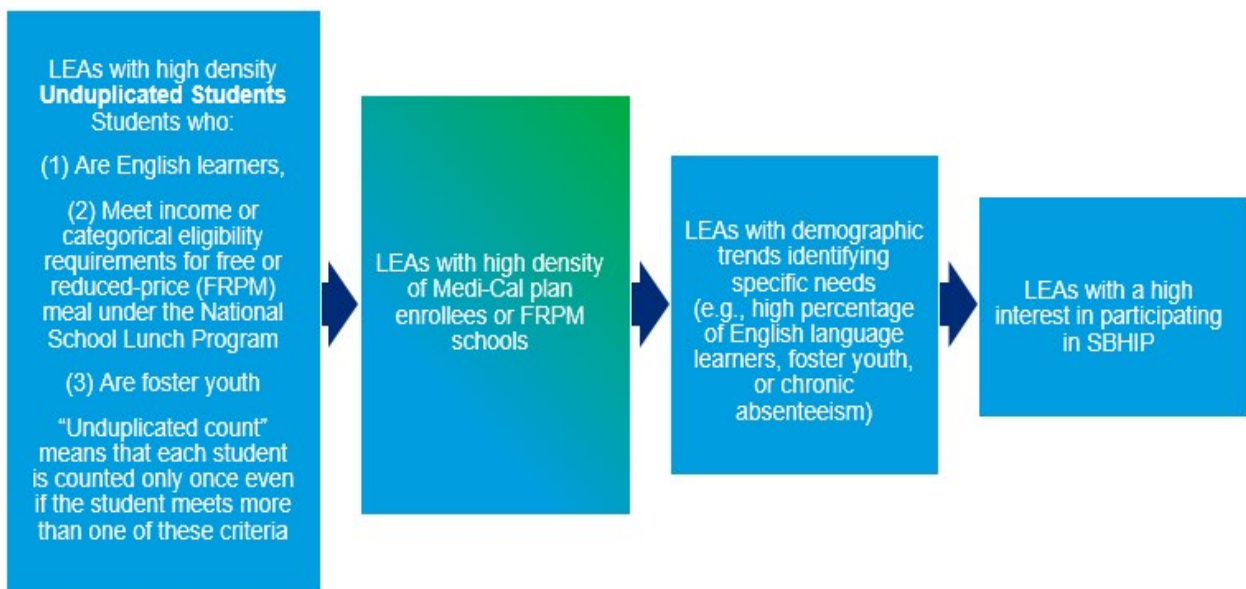 LEAs with high density
Unduplicated Students
Students who:
(1) Are English learners,
(2) Meet income or
categorical eligibility
requirements for free or
reduced-price (FRPM)
meal under the National
School Lunch Program
(3) Are foster youth
“Unduplicated count”
means that each student
is counted only once even
if the student meets more
than one of these criteria
LEAs with high density
of Medi-Cal plan
enrollees or FRPM
schools
LEAs with demographic
trends identifying
specific needs
(e.g., high percentage
of English language
learners, foster youth,
or chronic
absenteeism)
LEAs with a high
interest in participating
in SBHIP